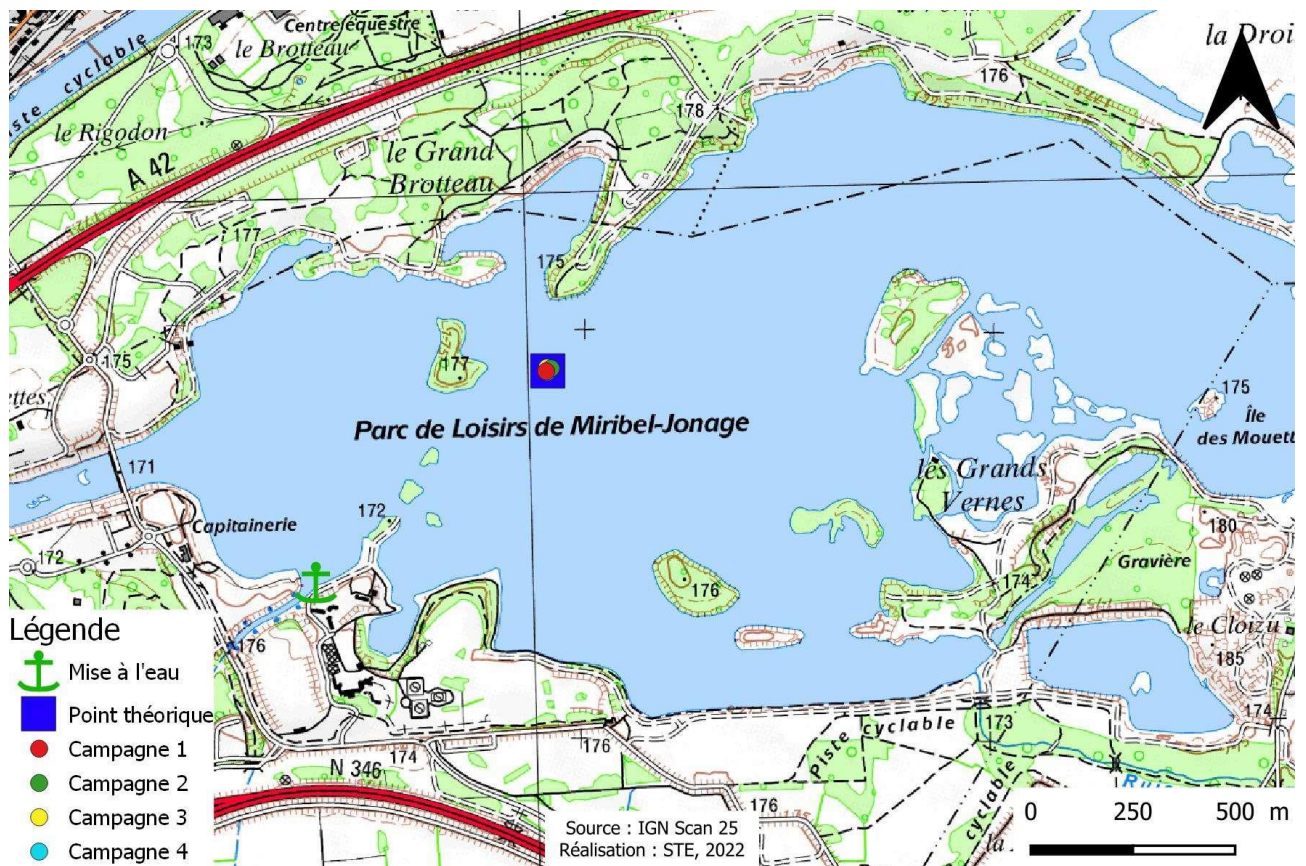 Centre équestre
le Brotteau
173
cyclable
le Rigodon
A 42
le Grand
Brotteau
177
178
176
la Droi
175
177
175
175
Île
des Mouett
Parc de Loisirs de Miribel-Jonage
ettes
171
Capitainerie
172
172
les Grands
Vernes
180
Gravière
174
176
le Cloizu
185
174
176
173
Piste cyclable
cyclable
174
N 346
176
176
Légende
Mise à l'eau
Point théorique
Campagne 1
Campagne 2
Campagne 3
Campagne 4
Source : IGN Scan 25
Réalisation : STE, 2022
0 250 500 m